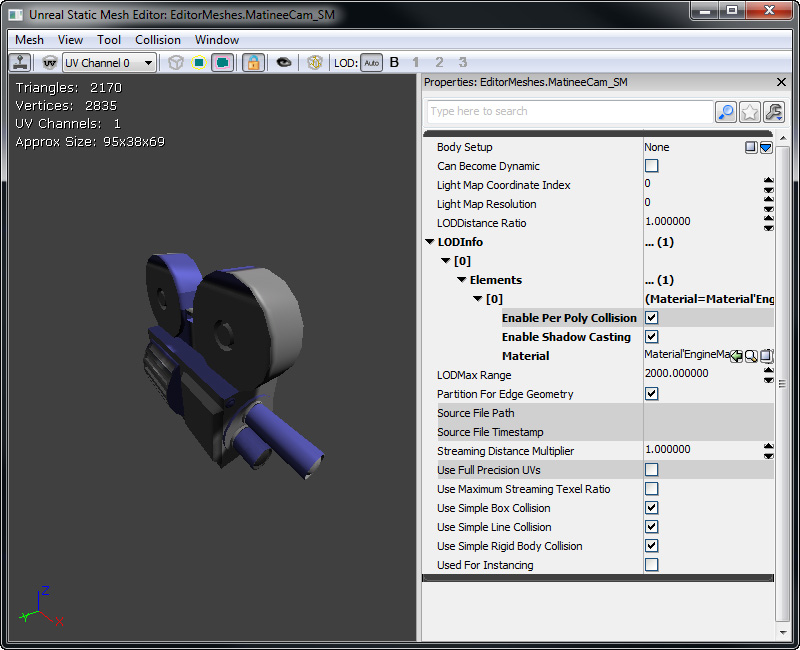 Unreal Static Mesh Editor: EditorMeshes.MatineeCam_SM
Mesh View Tool Collision Window
UV Channel 0 LOD: Auto B 1 2 3
Triangles: 2170
Vertices: 2835
UV Channels: 1
Approx Size: 95x38x69
Z
X
Properties: EditorMeshes.MatineeCam_SM
Type here to search
Body Setup None
Can Become Dynamic
Light Map Coordinate Index 0
Light Map Resolution 0
LODDistance Ratio 1.000000
LODInfo ... (1)
[0]
Elements ... (1)
[0] (Material=Material'Eng
Enable Per Poly Collision
Enable Shadow Casting
Material Material'EngineMa
LODMax Range 2000.000000
Partition For Edge Geometry
Source File Path
Source File Timestamp
Streaming Distance Multiplier 1.000000
Use Full Precision UVs
Use Maximum Streaming Texel Ratio
Use Simple Box Collision
Use Simple Line Collision
Use Simple Rigid Body Collision
Used For Instancing